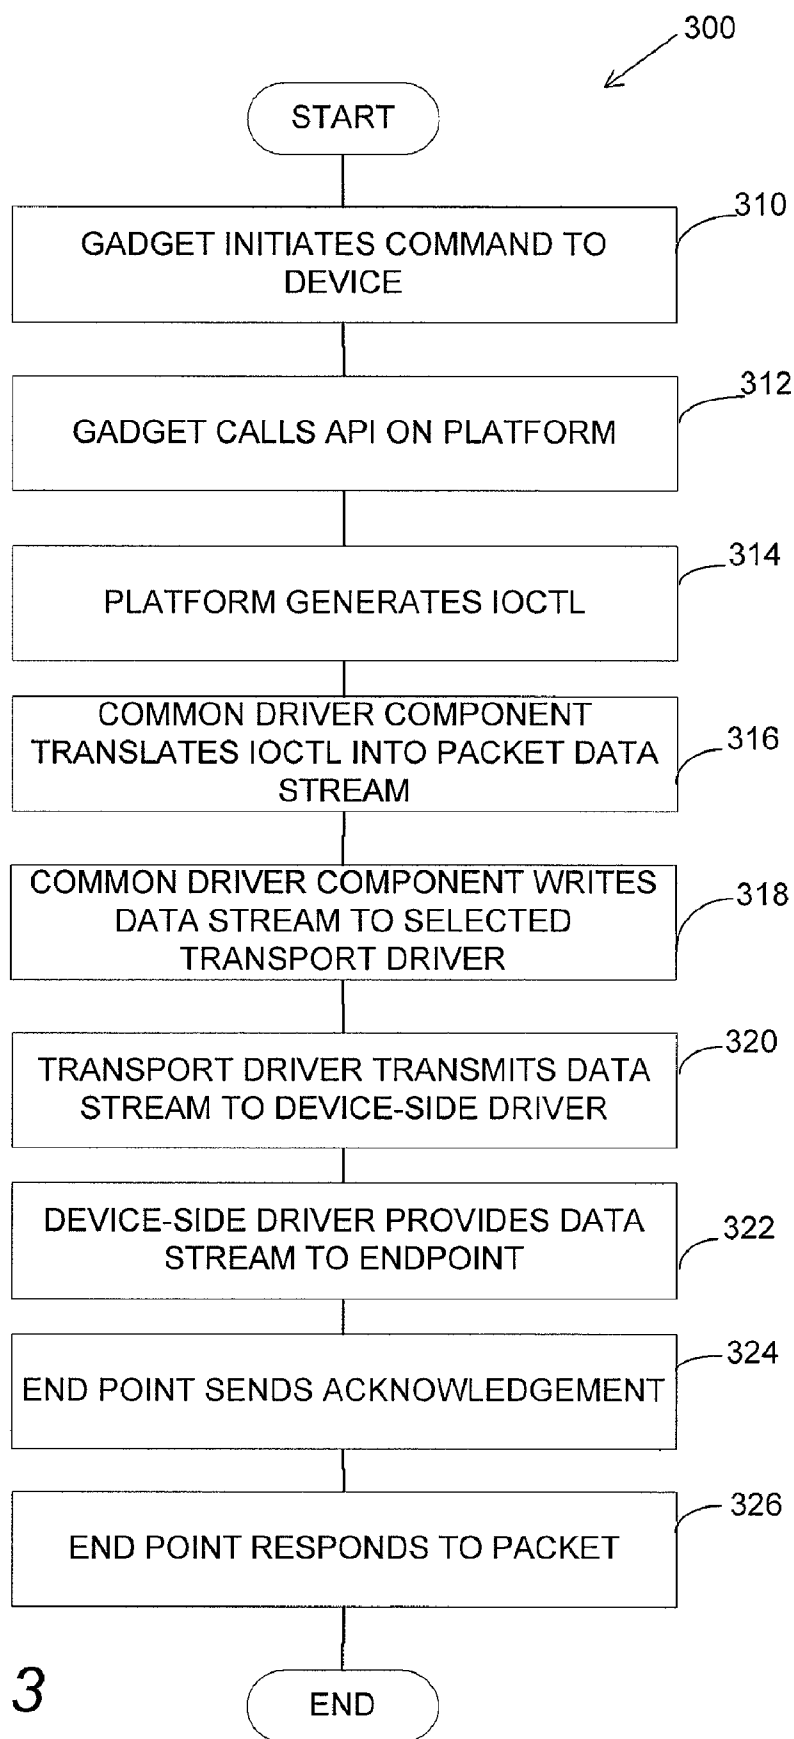 300
START
310
GADGET INITIATES COMMAND TO
DEVICE
312
GADGET CALLS API ON PLATFORM
314
PLATFORM GENERATES IOCTL
COMMON DRIVER COMPONENT
TRANSLATES IOCTL INTO PACKET DATA
STREAM
316
COMMON DRIVER COMPONENT WRITES
DATA STREAM TO SELECTED
TRANSPORT DRIVER
318
320
TRANSPORT DRIVER TRANSMITS DATA
STREAM TO DEVICE-SIDE DRIVER
DEVICE-SIDE DRIVER PROVIDES DATA
STREAM TO ENDPOINT
322
324
END POINT SENDS ACKNOWLEDGEMENT
326
END POINT RESPONDS TO PACKET
3
END